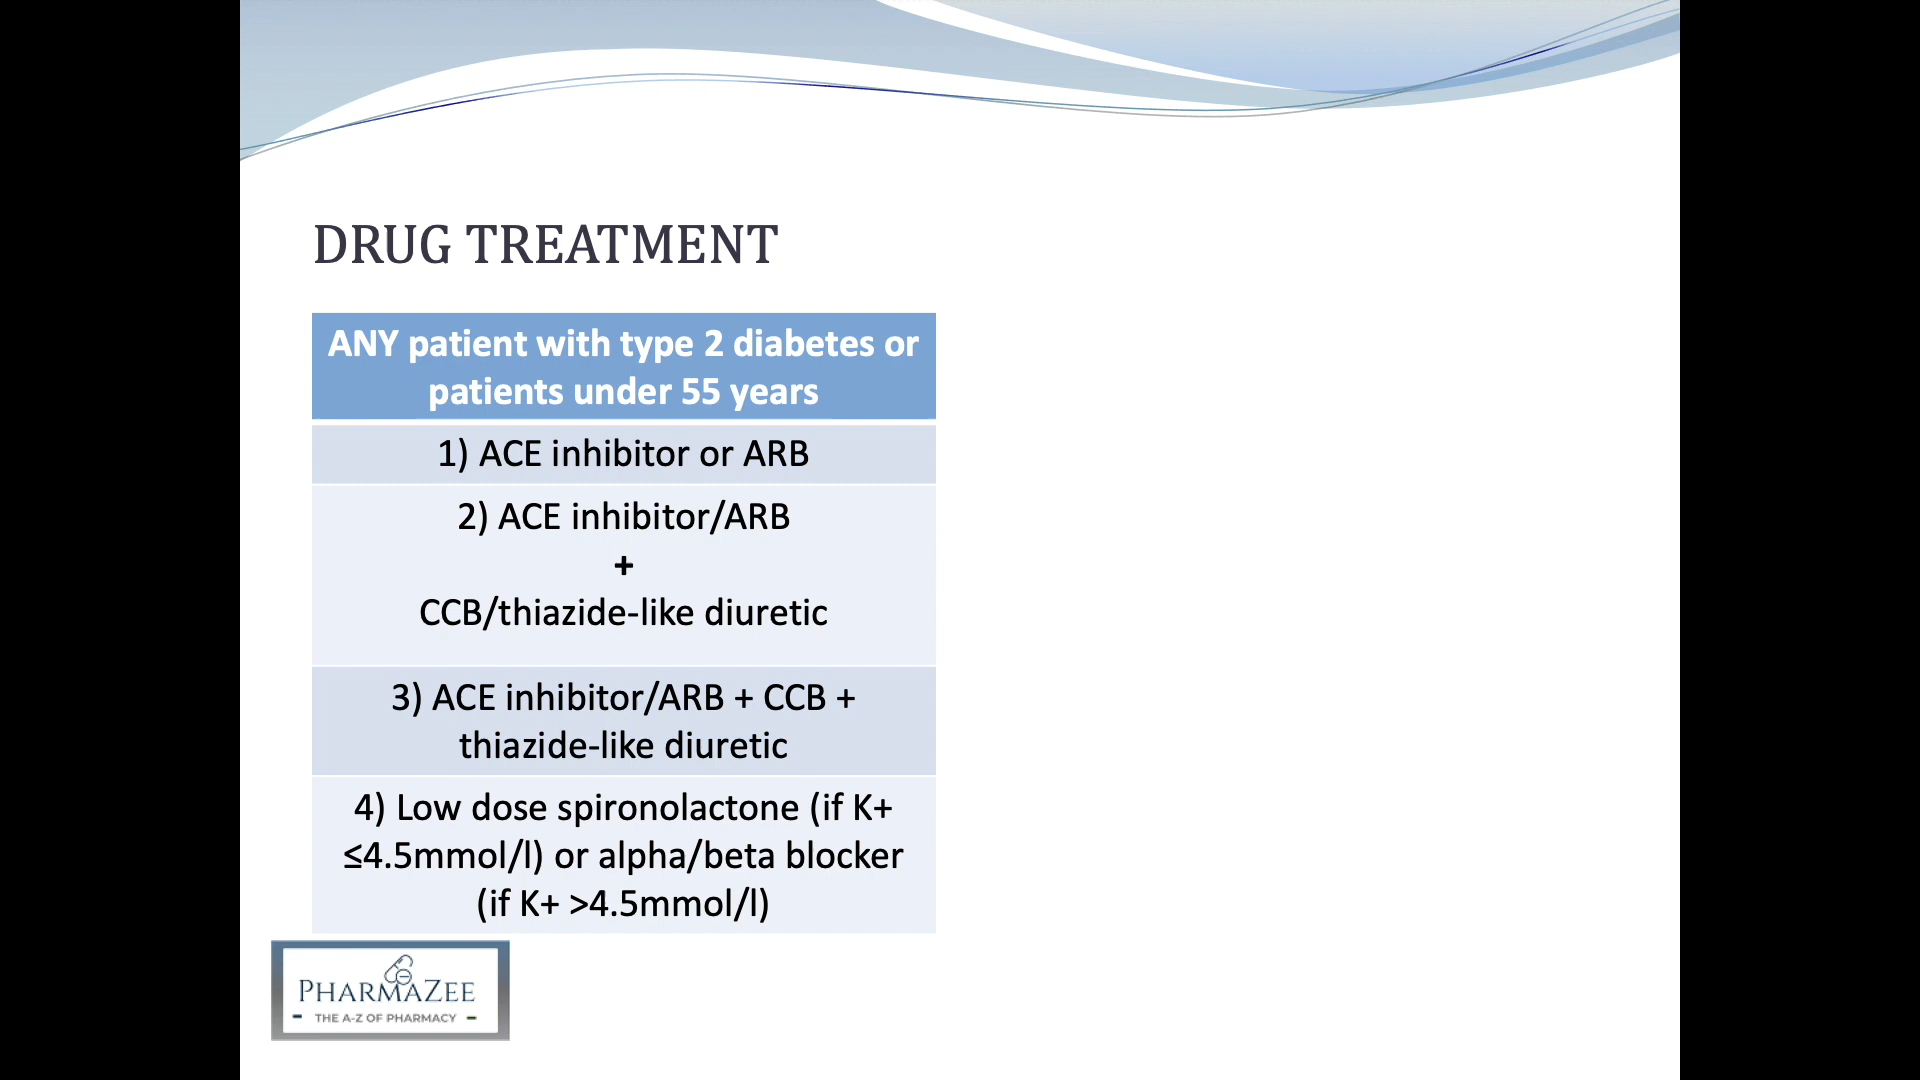 DRUG TREATMENT
ANY patient with type 2 diabetes or
patients under 55 years
1) ACE inhibitor or ARB
2) ACE inhibitor/ARB
+
CCB/thiazide-like diuretic
3) ACE inhibitor/ARB + CCB +
thiazide-like diuretic
4) Low dose spironolactone (if K+
≤4.5mmol/l) or alpha/beta blocker
(if K+ >4.5mmol/l)
PHARMAZEE
THE A-Z OF PHARMACY